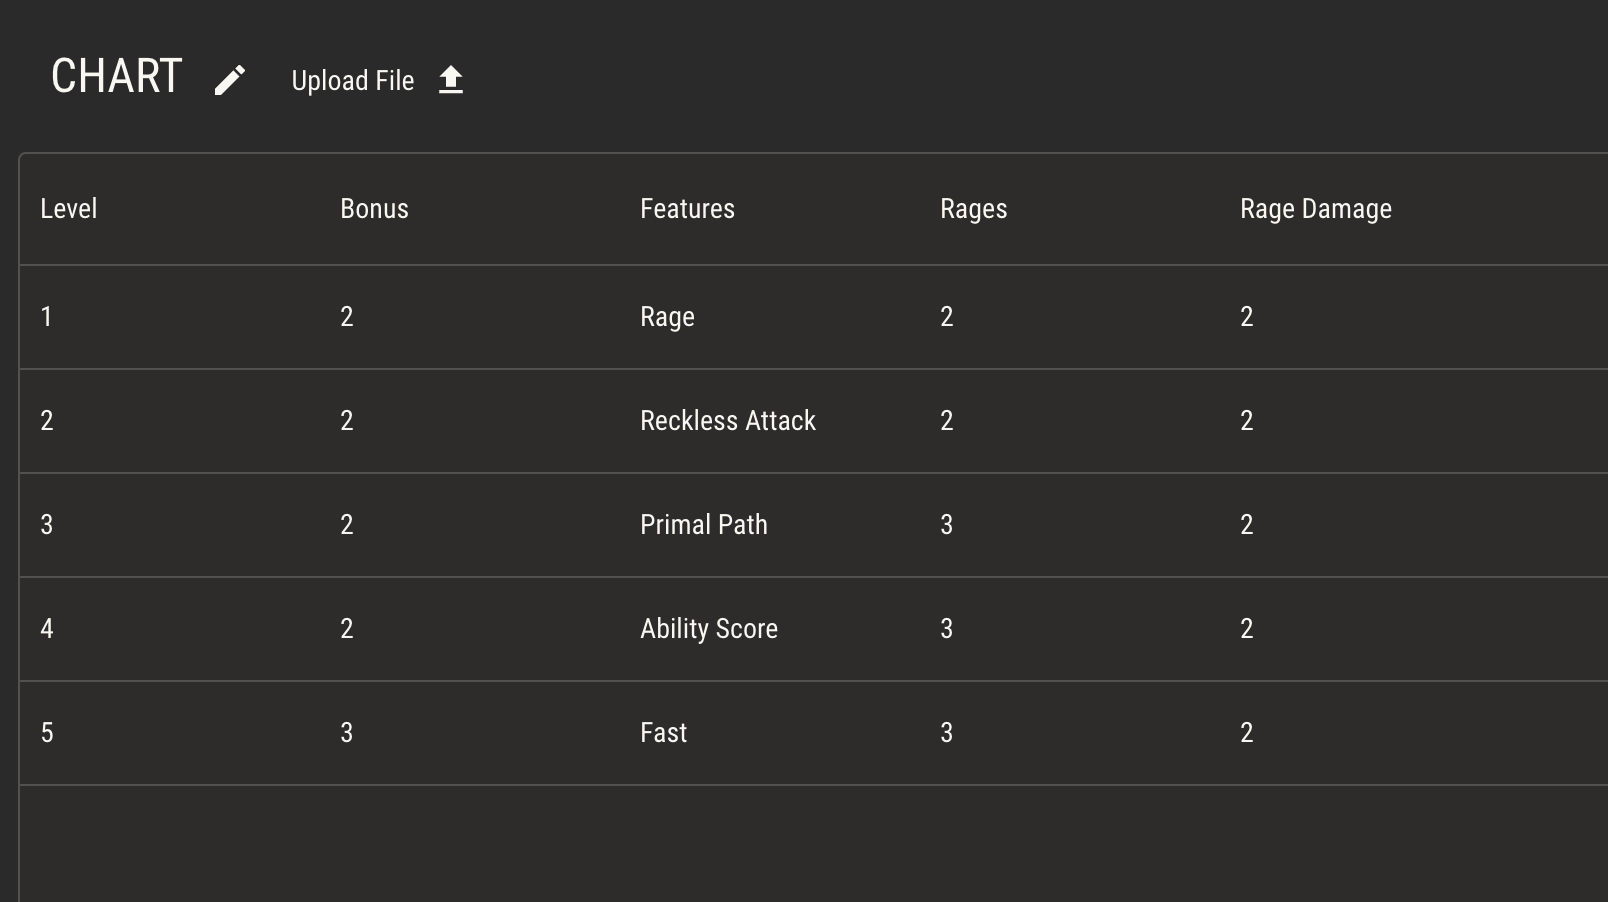 CHART Upload File
Level Bonus Features Rages Rage Damage
1 2 Rage 2 2
2 2 Reckless Attack 2 2
3 2 Primal Path 3 2
4 2 Ability Score 3 2
5 3 Fast 3 2